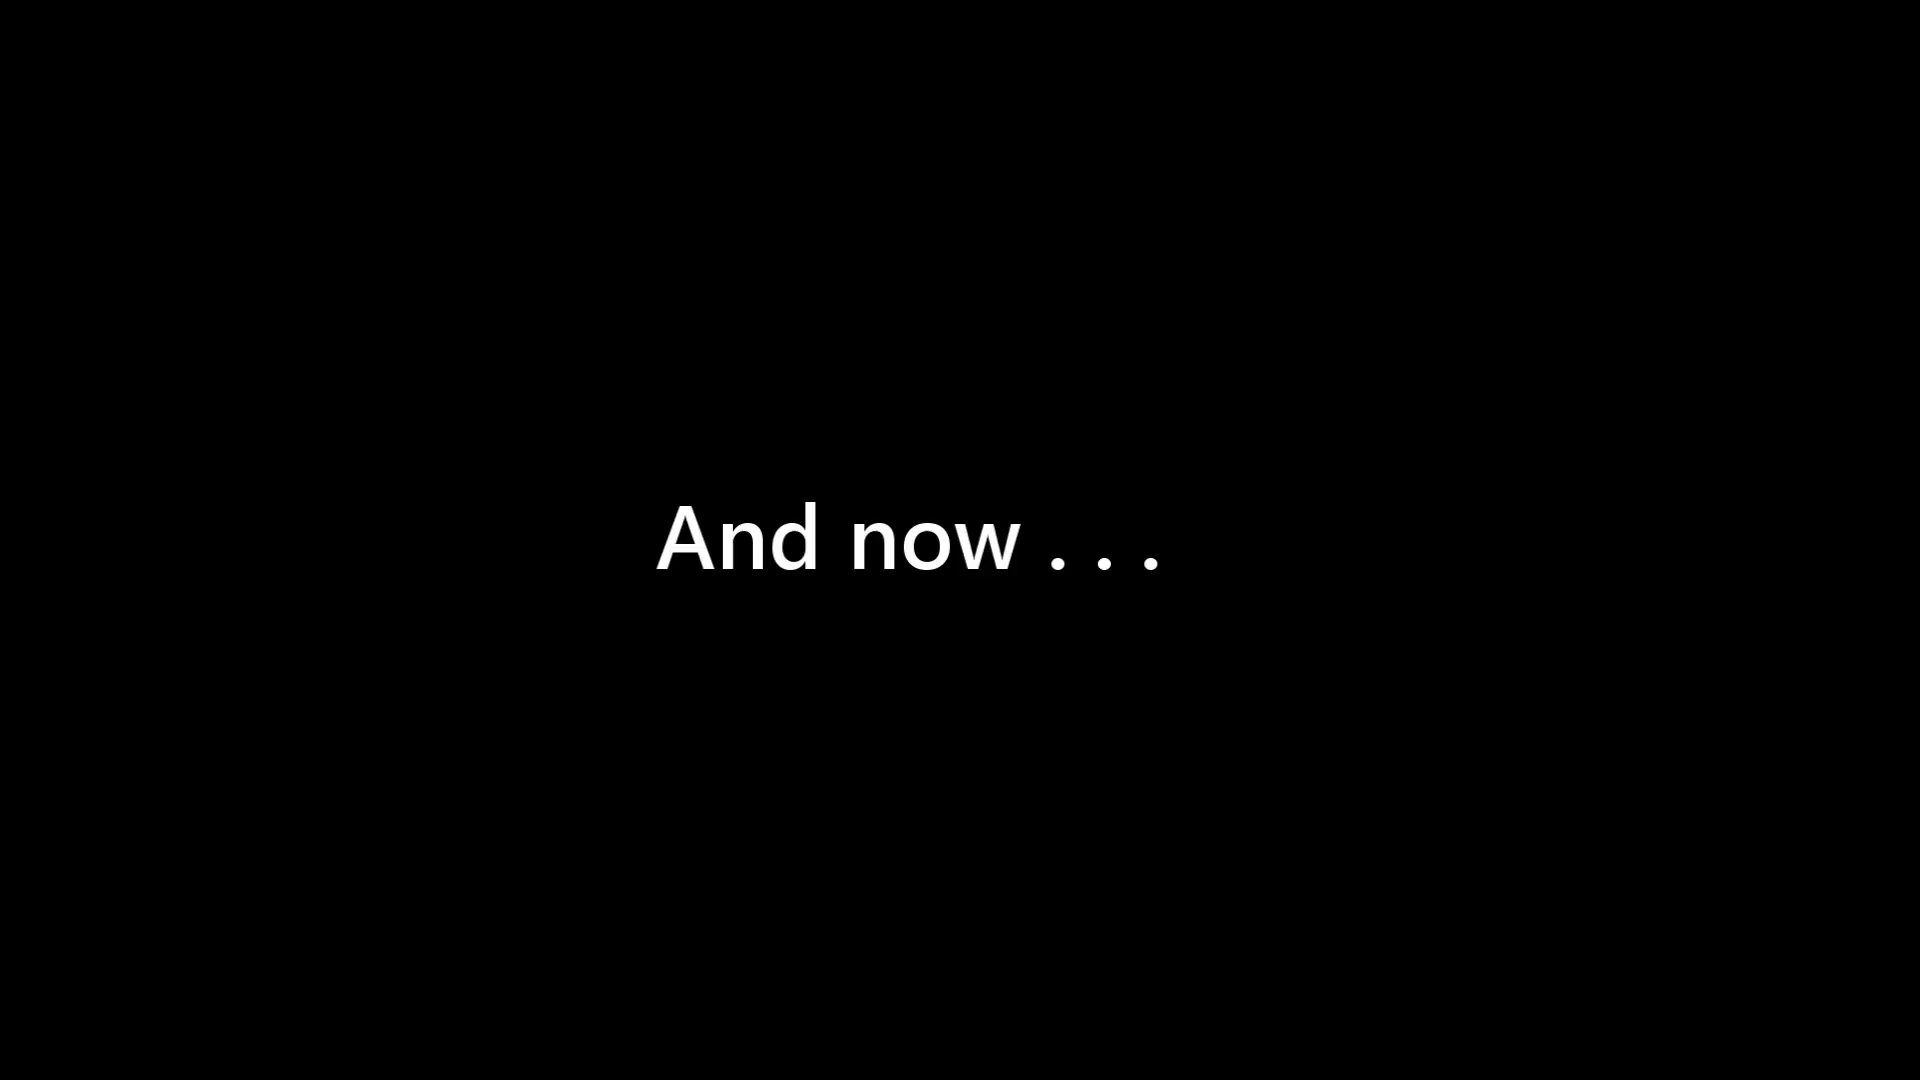 And now . . .